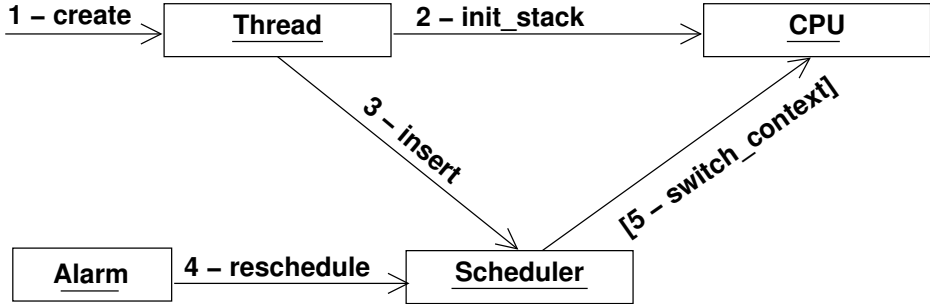 1 – create
Thread
2 – init_stack
CPU
3 – insert
[5 – switch_context]
Alarm
4 – reschedule
Scheduler